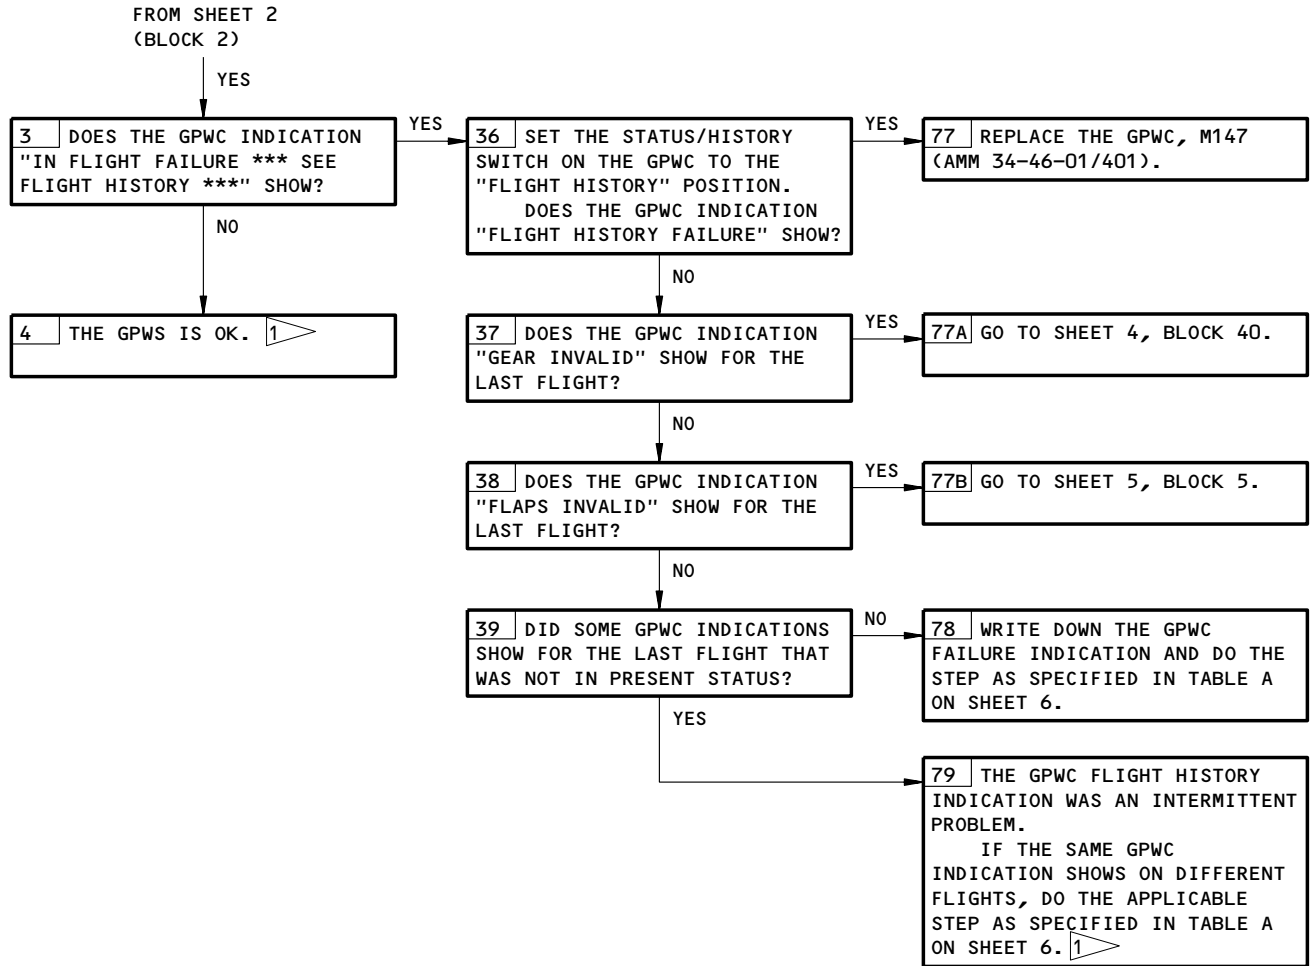 FROM SHEET 2
(BLOCK 2)
YES
3 DOES THE GPWC INDICATION
"IN FLIGHT FAILURE *** SEE
FLIGHT HISTORY ***" SHOW?
YES
NO
4 THE GPWS IS OK. 1
36 SET THE STATUS/HISTORY
SWITCH ON THE GPWC TO THE
"FLIGHT HISTORY" POSITION.
DOES THE GPWC INDICATION
"FLIGHT HISTORY FAILURE" SHOW?
YES
77 REPLACE THE GPWC, M147
(AMM 34-46-01/401).
NO
37 DOES THE GPWC INDICATION
"GEAR INVALID" SHOW FOR THE
LAST FLIGHT?
YES
77A GO TO SHEET 4, BLOCK 40.
NO
38 DOES THE GPWC INDICATION
"FLAPS INVALID" SHOW FOR THE
LAST FLIGHT?
YES
77B GO TO SHEET 5, BLOCK 5.
NO
39 DID SOME GPWC INDICATIONS
SHOW FOR THE LAST FLIGHT THAT
WAS NOT IN PRESENT STATUS?
NO
78 WRITE DOWN THE GPWC
FAILURE INDICATION AND DO THE
STEP AS SPECIFIED IN TABLE A
ON SHEET 6.
YES
79 THE GPWC FLIGHT HISTORY
INDICATION WAS AN INTERMITTENT
PROBLEM.
IF THE SAME GPWC
INDICATION SHOWS ON DIFFERENT
FLIGHTS, DO THE APPLICABLE
STEP AS SPECIFIED IN TABLE A
ON SHEET 6. 1